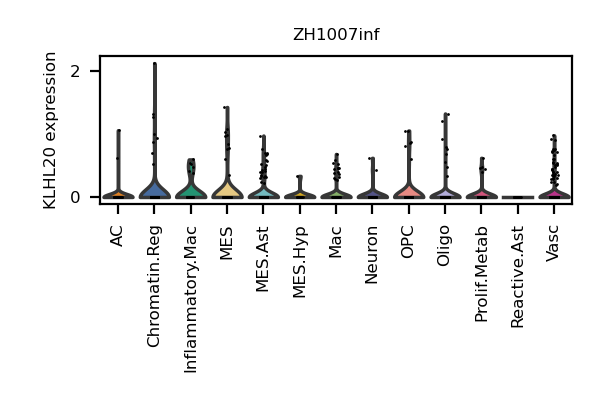 ZH1007inf
KLHL20 expression
2
0
AC
Chromatin.Reg
Inflammatory.Mac
MES
MES.Ast
MES.Hyp
Mac
Neuron
OPC
Oligo
Prolif.Metab
Reactive.Ast
Vasc